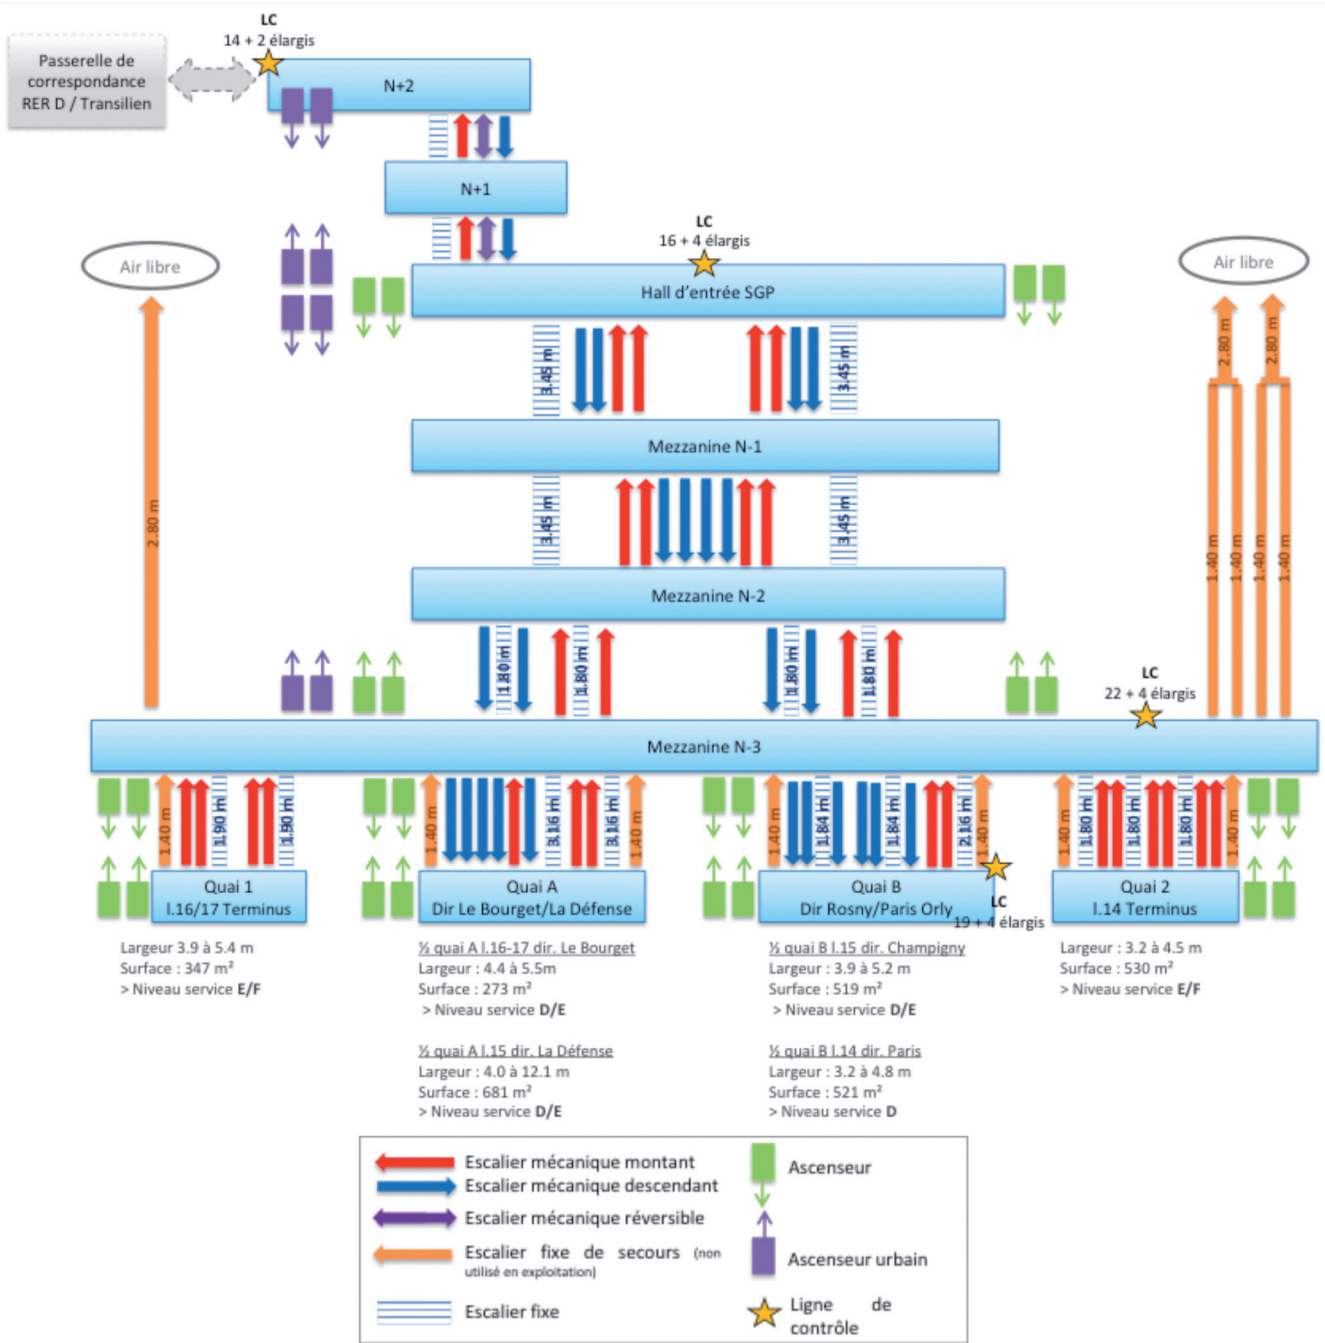 LC
14 + 2 élargis
Passerelle de
correspondance
RER D / Transilien
N+2
N+1
LC
16 + 4 élargis
Air libre
Air libre
Hall d'entrée SGP
2.80 m
2.80 m
3.45 m
3.45 m
Mezzanine N-1
3.45 m
3.45 m
2.80 m
1.40 m
1.40 m
1.40 m
1.40 m
Mezzanine N-2
1.80 m
1.80 m
1.80 m
1.80 m
LC
22 + 4 élargis
Mezzanine N-3
1.40 m
1.90 m
1.90 m
1.40 m
3.16 m
3.16 m
1.40 m
1.40 m
1.84 m
1.84 m
2.16 m
1.40 m
1.40 m
1.80 m
1.80 m
1.80 m
1.40 m
Quai 1
l.16/17 Terminus
Quai A
Dir Le Bourget/La Défense
Quai B
Dir Rosny/Paris Orly
LC
19 + 4 élargis
Quai 2
l.14 Terminus
Largeur 3.9 à 5.4 m
Surface : 347 m²
> Niveau service E/F
½ quai A l.16-17 dir. Le Bourget
Largeur : 4.4 à 5.5m
Surface : 273 m²
> Niveau service D/E
½ quai A l.15 dir. La Défense
Largeur : 4.0 à 12.1 m
Surface : 681 m²
> Niveau service D/E
½ quai B l.15 dir. Champigny
Largeur : 3.9 à 5.2 m
Surface : 519 m²
> Niveau service D/E
½ quai B l.14 dir. Paris
Largeur : 3.2 à 4.8 m
Surface : 521 m²
> Niveau service D
Largeur : 3.2 à 4.5 m
Surface : 530 m²
> Niveau service E/F
Escalier mécanique montant
Escalier mécanique descendant
Escalier mécanique réversible
Escalier fixe de secours (non
utilisé en exploitation)
Escalier fixe
Ascenseur
Ascenseur urbain
Ligne de
contrôle